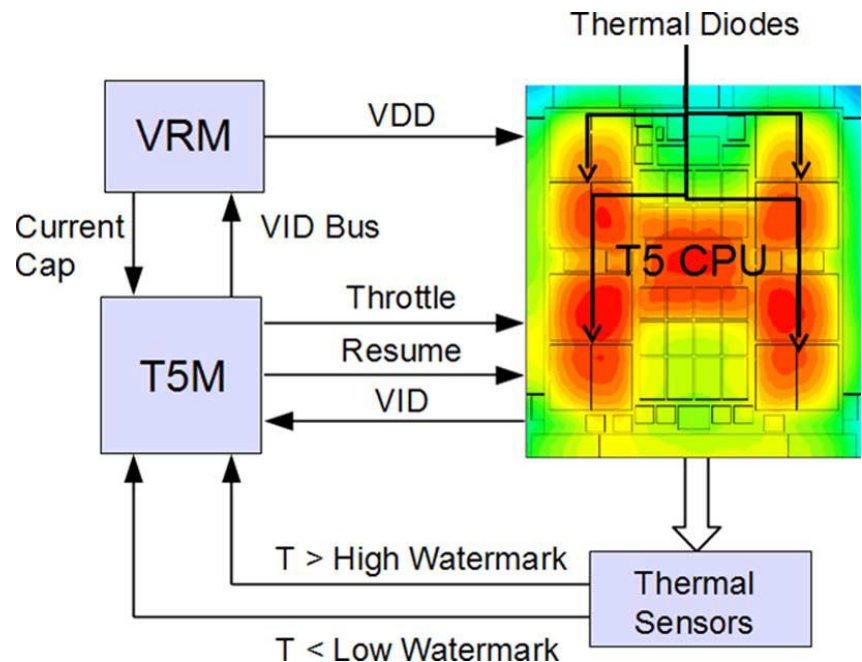 Thermal Diodes
VRM
VDD
Current
Cap
VID Bus
T5 CPU
Throttle
T5M
Resume
VID
T > High Watermark
Thermal
Sensors
T < Low Watermark